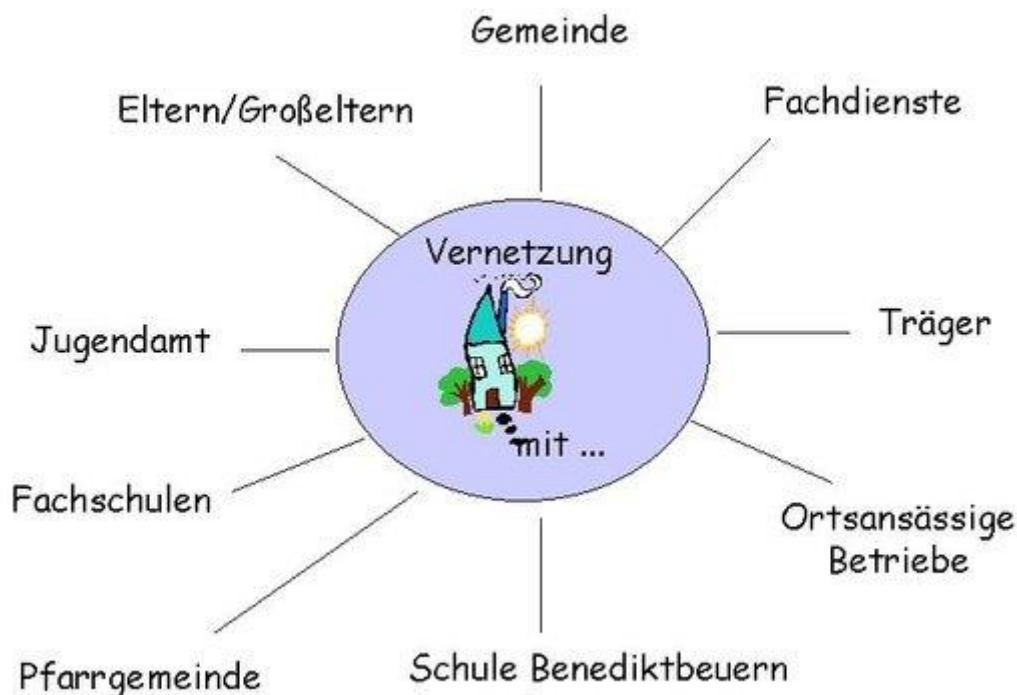 Gemeinde
Eltern/Großeltern
Fachdienste
Vernetzung
Jugendamt
Träger
mit ...
Fachschulen
Ortsansässige
Betriebe
Pfarrgemeinde
Schule Benediktbeuern